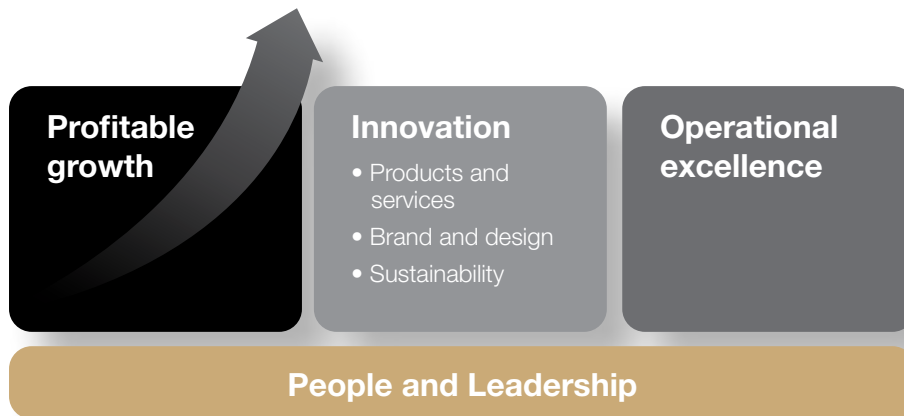 Profitable
growth
Innovation
• Products and
services
• Brand and design
• Sustainability
Operational
excellence
People and Leadership